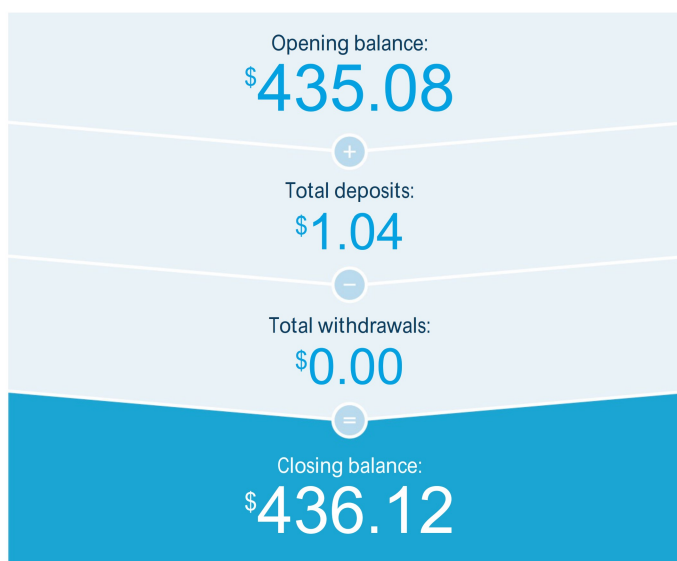 Opening balance:
$435.08
+
Total deposits:
$1.04
−
Total withdrawals:
$0.00
=
Closing balance:
$436.12